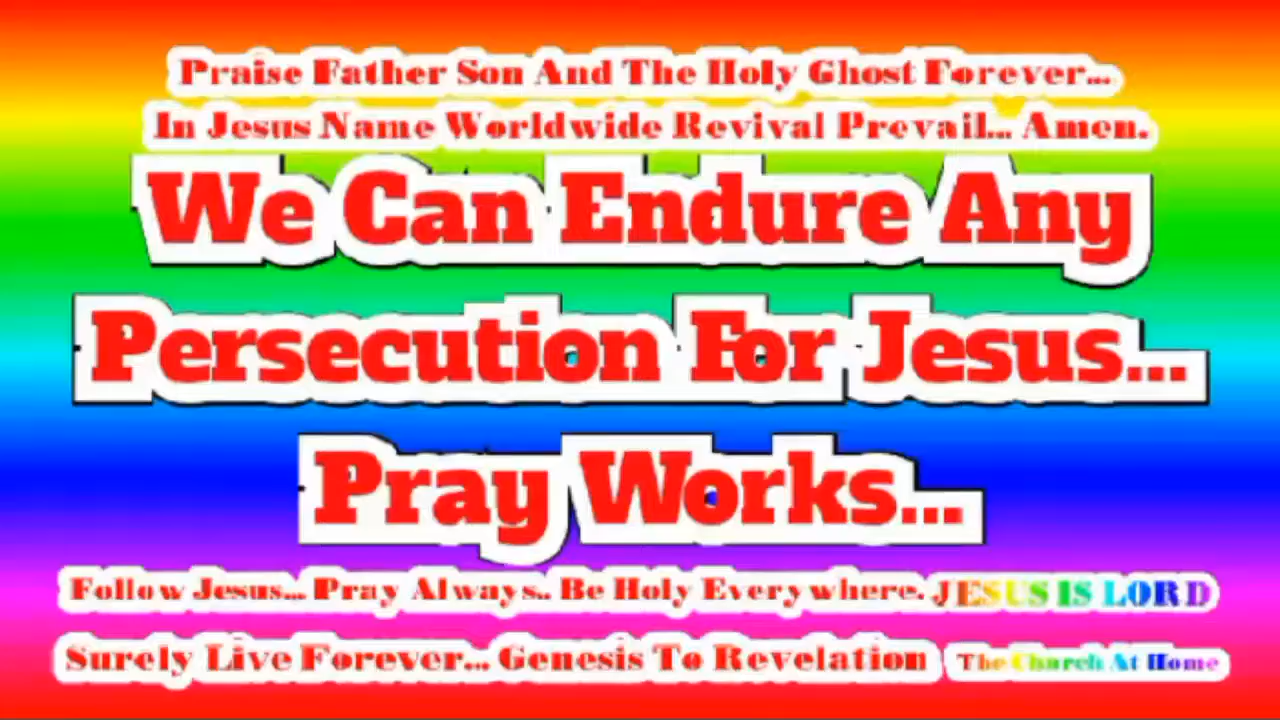 Praise Father Son And The Holy Ghost Forever...
In Jesus Name Worldwide Revival Prevail... Amen.
We Can Endure Any
Persecution For Jesus...
Pray Works...
Follow Jesus... Pray Always.. Be Holy Everywhere. JESUS IS LORD
Surely Live Forever... Genesis To Revelation The Church At Home